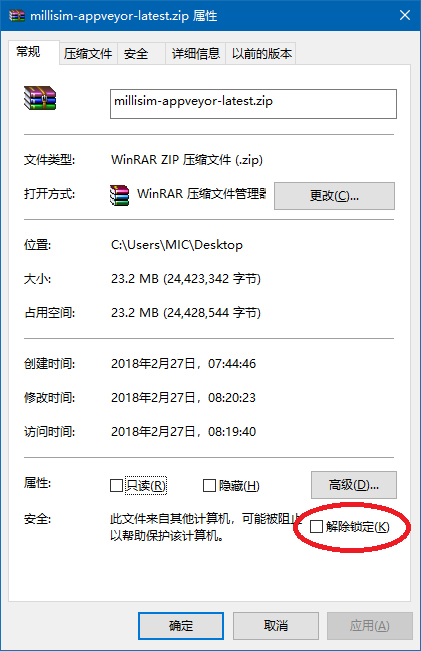 millisim-appveyor-latest.zip 属性
常规 压缩文件 安全 详细信息 以前的版本
millisim-appveyor-latest.zip
文件类型: WinRAR ZIP 压缩文件 (.zip)
打开方式: WinRAR 压缩文件管理器 更改(C)...
位置: C:\Users\MIC\Desktop
大小: 23.2 MB (24,423,342 字节)
占用空间: 23.2 MB (24,428,544 字节)
创建时间: 2018年2月27日，07:44:46
修改时间: 2018年2月27日，08:20:23
访问时间: 2018年2月27日，08:19:40
属性: 只读(R) 隐藏(H) 高级(D)...
安全: 此文件来自其他计算机，可能被阻止
以帮助保护该计算机。 解除锁定(K)
确定 取消 应用(A)